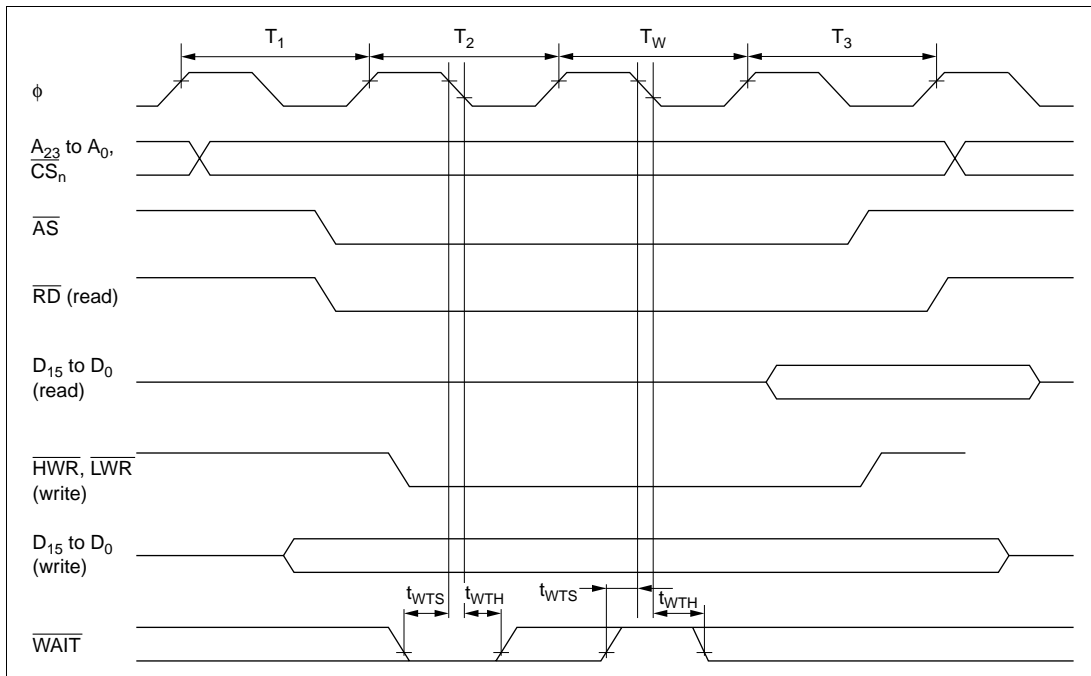 T1 T2 TW T3
φ
A23 to A0,
CSn
AS
RD (read)
D15 to D0
(read)
HWR, LWR
(write)
D15 to D0
(write)
tWTS tWTH tWTS tWTH
WAIT